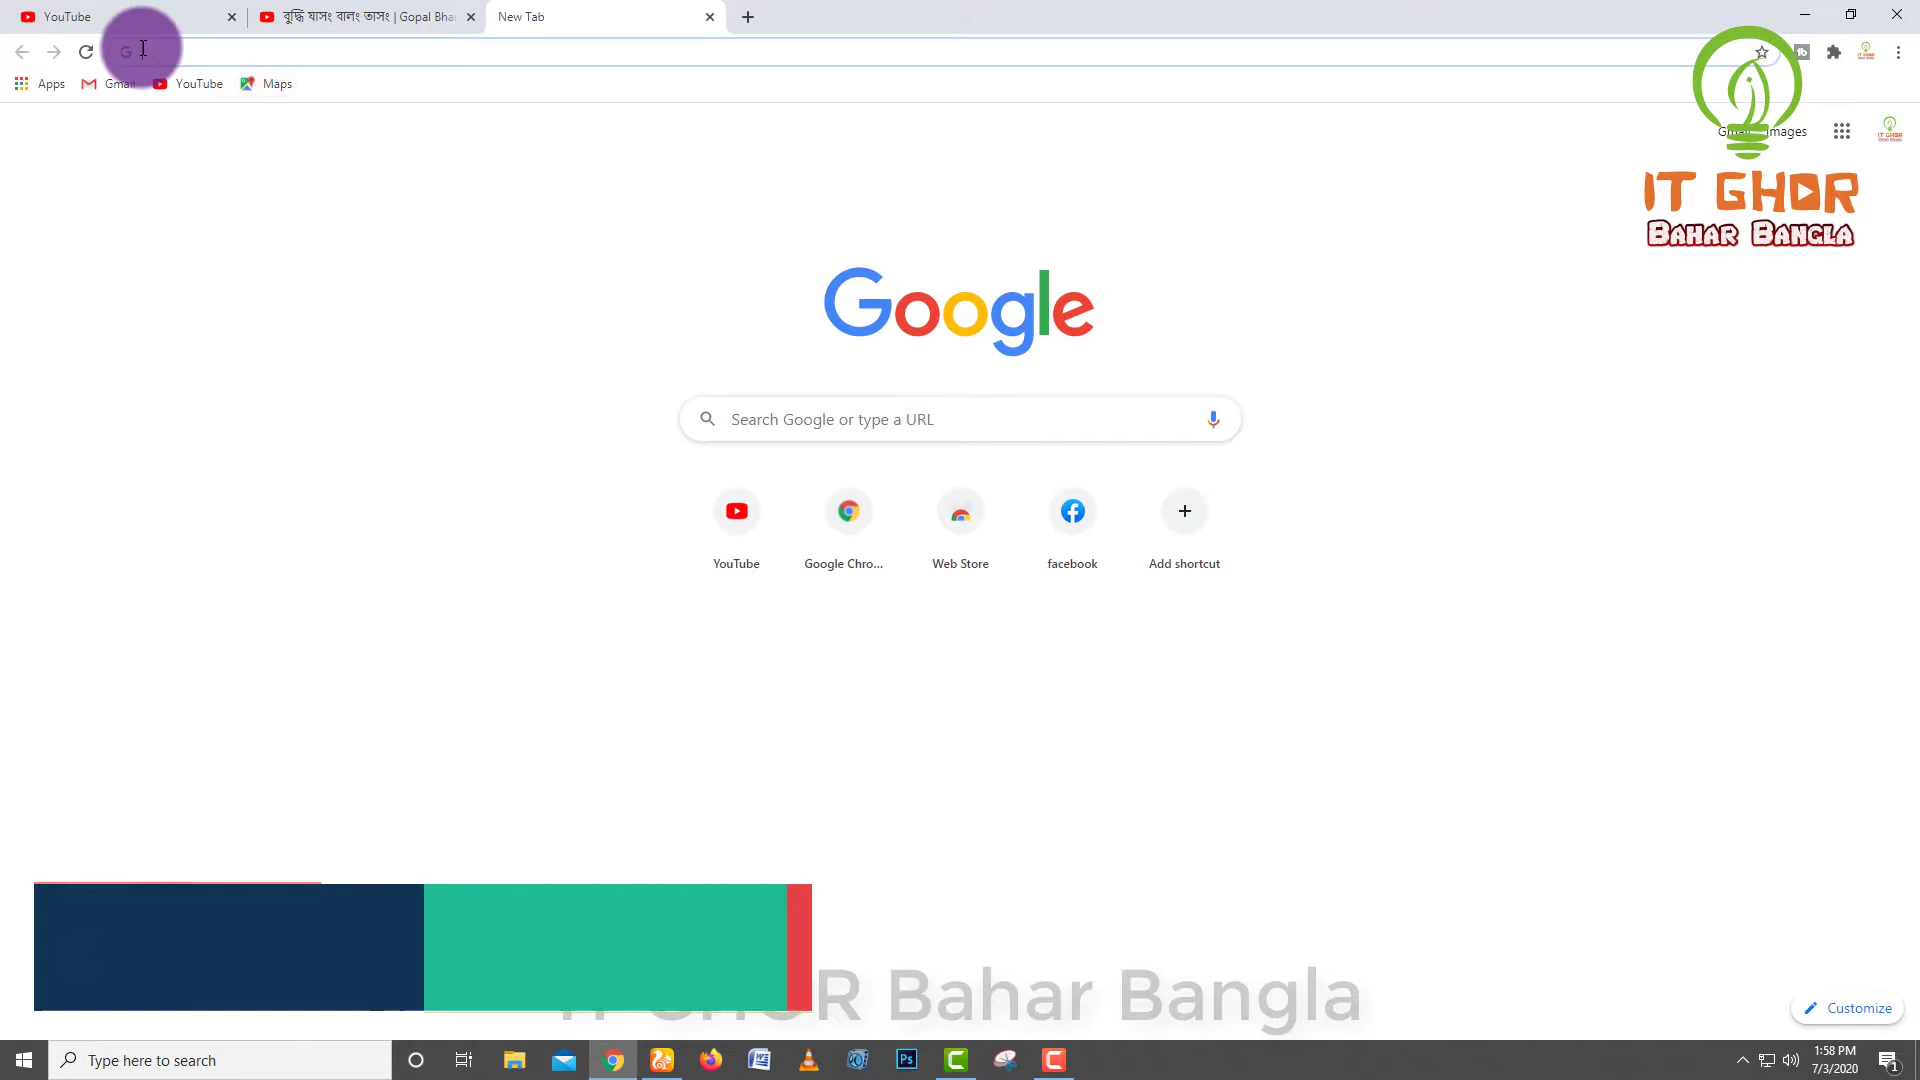 YouTube
বুদ্ধি যাসং বালং তাসং | Gopal Bha
New Tab
Apps
Gmail
YouTube
Maps
Images
IT GHOR
BAHAR BANGLA
Google
Search Google or type a URL
YouTube
Google Chro...
Web Store
facebook
Add shortcut
R Bahar Bangla
Customize
Type here to search
1:58 PM
7/3/2020
1